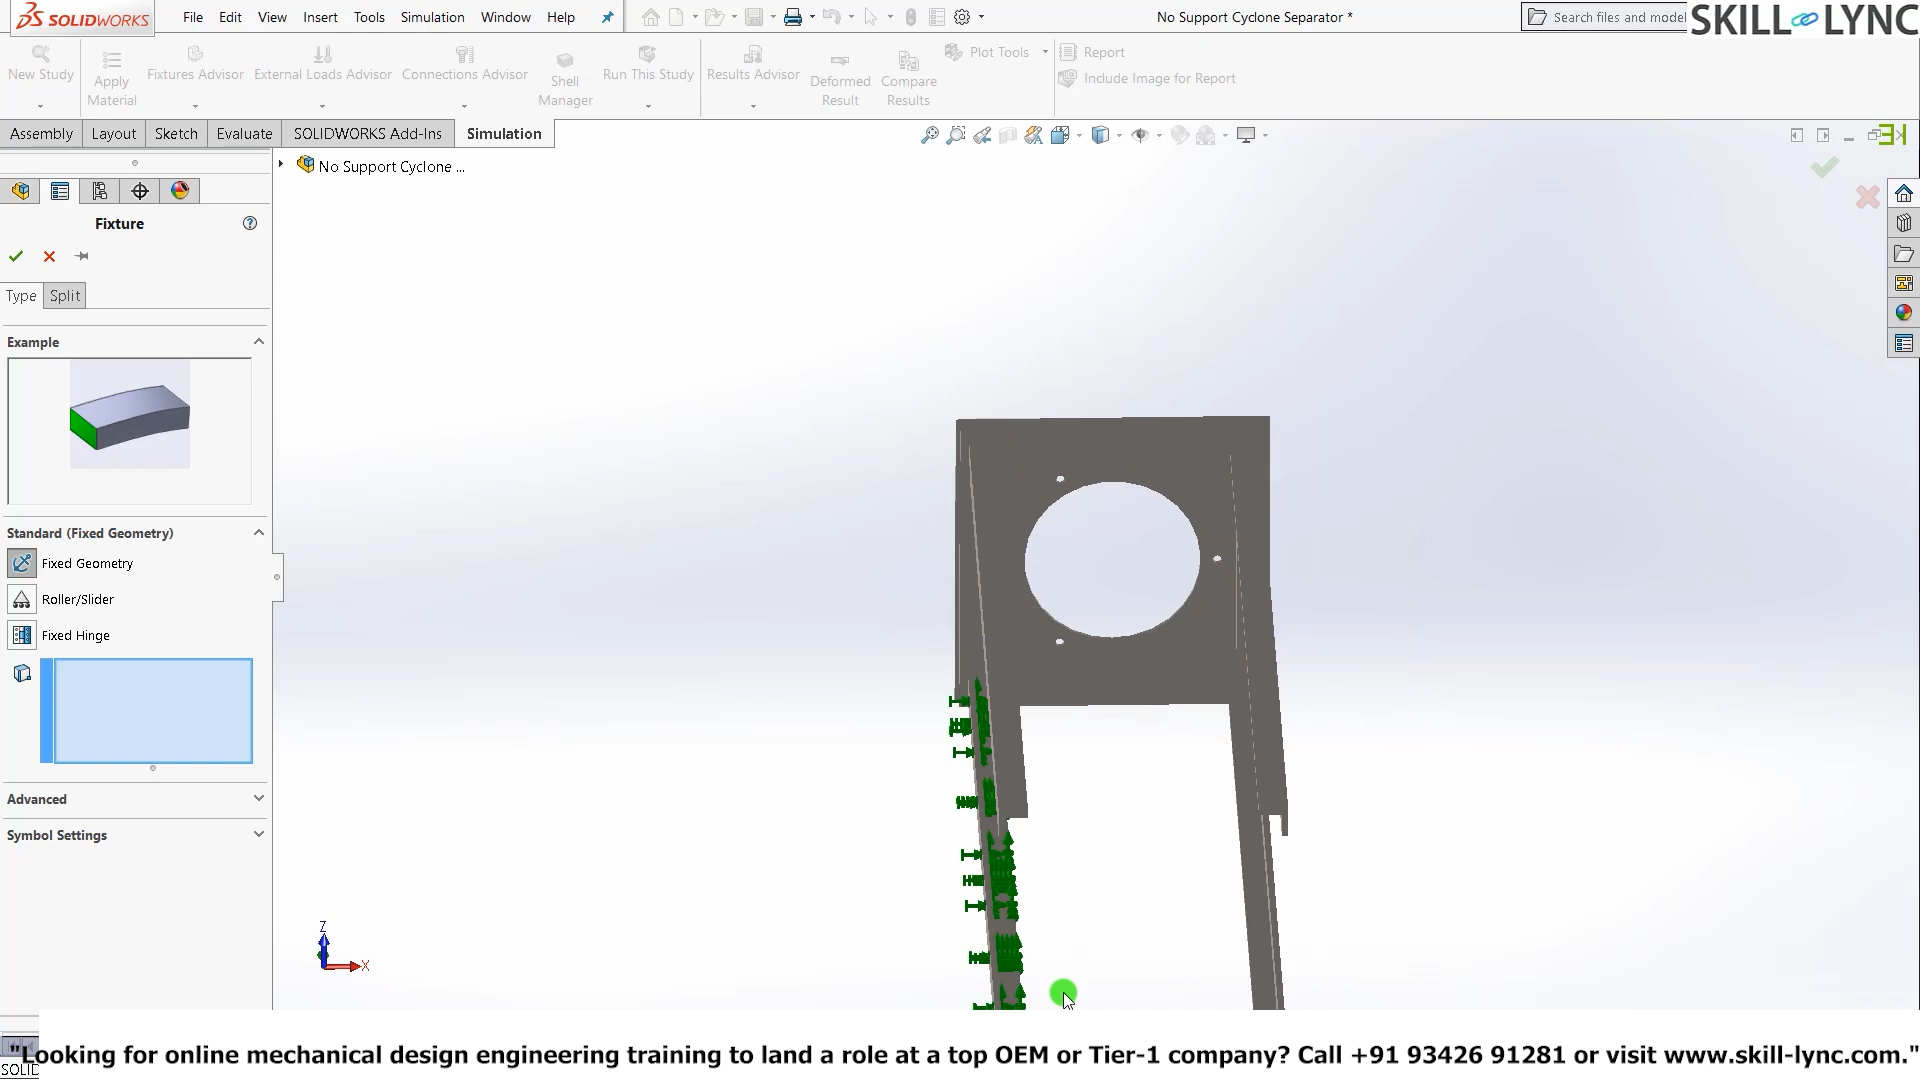 SOLIDWORKS
File Edit View Insert Tools Simulation Window Help
No Support Cyclone Separator *
Search files and model
SKILL LYNC
New Study
Apply Material
Fixtures Advisor
External Loads Advisor
Connections Advisor
Shell Manager
Run This Study
Results Advisor
Deformed Result
Compare Results
Plot Tools
Report
Include Image for Report
Assembly Layout Sketch Evaluate SOLIDWORKS Add-Ins Simulation
No Support Cyclone ...
Fixture
Type Split
Example
Standard (Fixed Geometry)
Fixed Geometry
Roller/Slider
Fixed Hinge
Advanced
Symbol Settings
Z
X
Looking for online mechanical design engineering training to land a role at a top OEM or Tier-1 company? Call +91 93426 91281 or visit www.skill-lync.com."
SOLID